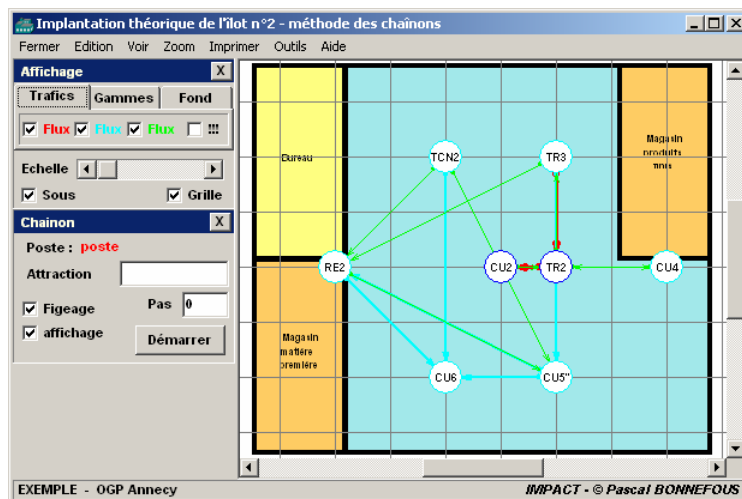 Implantation théorique de l'îlot n°2 - méthode des chaînons
Fermer Edition Voir Zoom Imprimer Outils Aide
Affichage X
Trafics Gammes Fond
Flux Flux Flux !!!
Echelle
Sous Grille
Chainon X
Poste : poste
Attraction
Figeage Pas 0
affichage Démarrer
Bureau
Magasin
produits
finis
TCN2 TR3
RE2 CU2 TR2 CU4
Magasin
matière
première
CU6 CU5"
EXEMPLE - OGP Annecy IMPACT - © Pascal BONNEFOUS